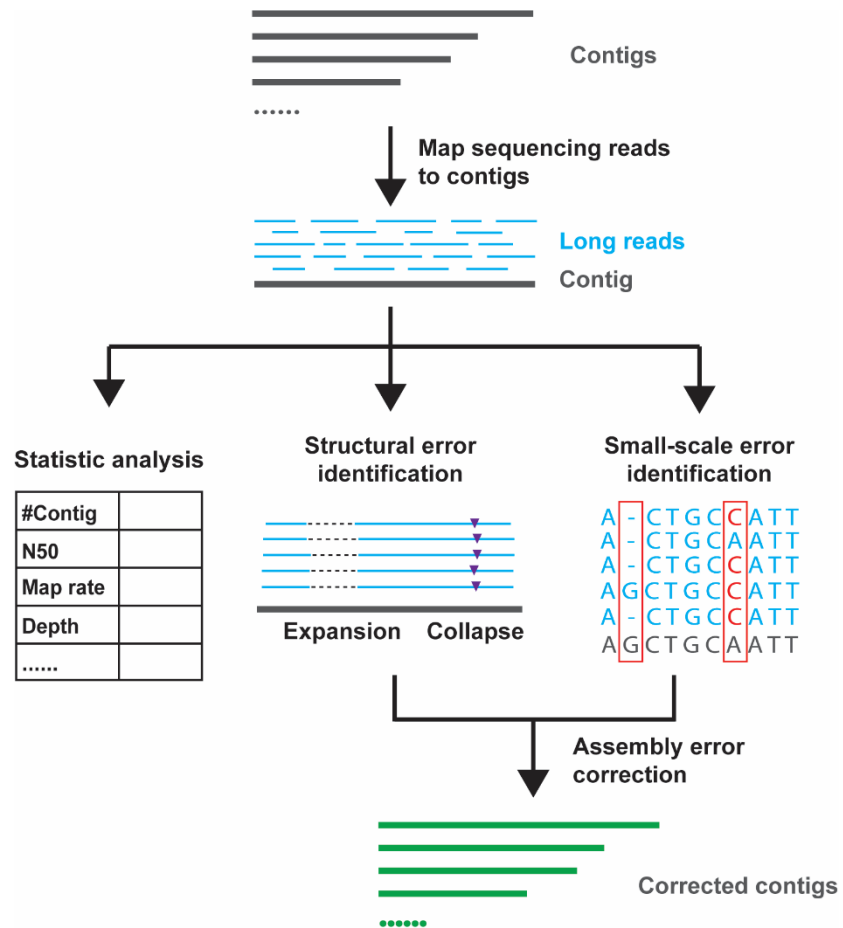 Contigs
......
Map sequencing reads
to contigs
Long reads
Contig
Statistic analysis
#Contig
N50
Map rate
Depth
......
Structural error
identification
Expansion Collapse
Small-scale error
identification
A - C T G C C A T T
A - C T G C A A T T
A - C T G C C A T T
A G C T G C C A T T
A - C T G C C A T T
A G C T G C A A T T
Assembly error
correction
Corrected contigs
......